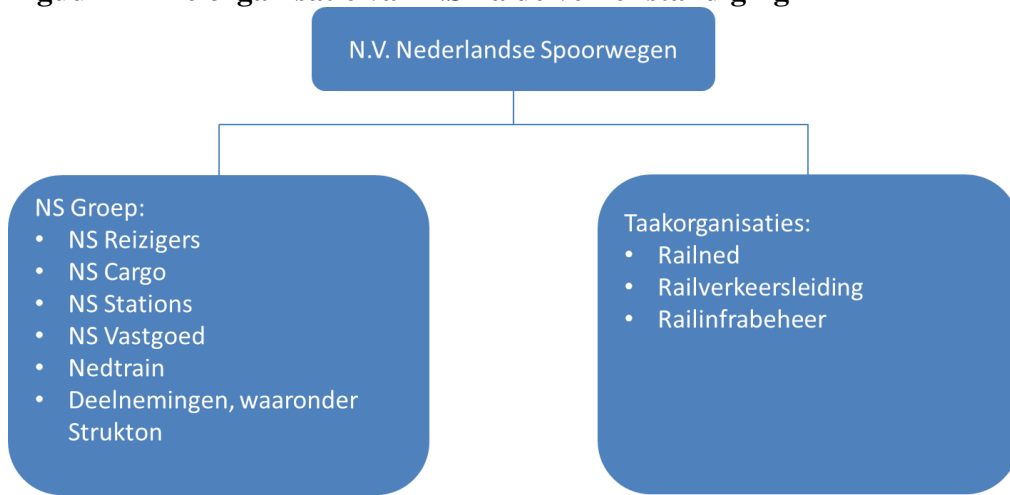 N.V. Nederlandse Spoorwegen
NS Groep:
• NS Reizigers
• NS Cargo
• NS Stations
• NS Vastgoed
• Nedtrain
• Deelnemingen, waaronder
Strukton
Taakorganisaties:
• Railned
• Railverkeersleiding
• Railinfrabeheer